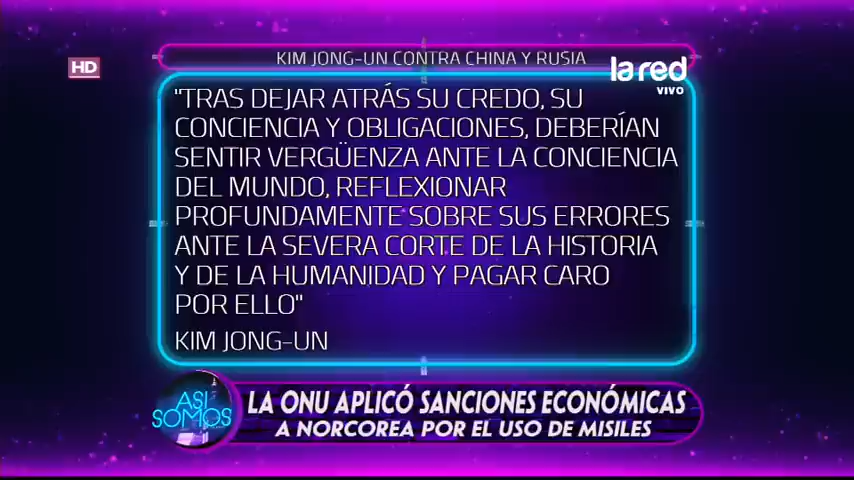 KIM JONG-UN CONTRA CHINA Y RUSIA
HD
la red
VIVO
"TRAS DEJAR ATRÁS SU CREDO, SU
CONCIENCIA Y OBLIGACIONES, DEBERÍAN
SENTIR VERGÜENZA ANTE LA CONCIENCIA
DEL MUNDO, REFLEXIONAR
PROFUNDAMENTE SOBRE SUS ERRORES
ANTE LA SEVERA CORTE DE LA HISTORIA
Y DE LA HUMANIDAD Y PAGAR CARO
POR ELLO"
KIM JONG-UN
ASI
SOMOS
LA ONU APLICÓ SANCIONES ECONÓMICAS
A NORCOREA POR EL USO DE MISILES